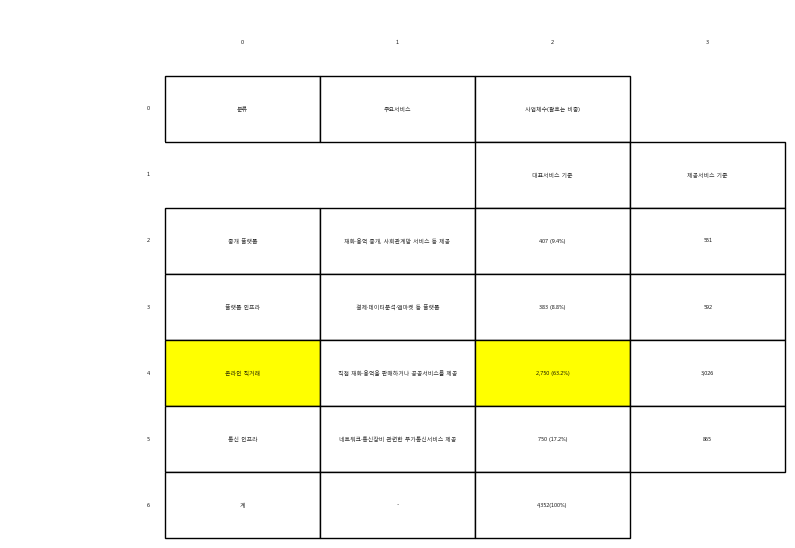 0 1 2 3
0 분류 주요서비스 사업체수(괄호는 비중)
1 대표서비스 기준 제공서비스 기준
2 중개 플랫폼 재화·용역 중개, 사회관계망 서비스 등 제공 407 (9.4%) 551
3 플랫폼 인프라 결제·데이터분석·앱마켓 등 플랫폼 383 (8.8%) 592
4 온라인 직거래 직접 재화·용역을 판매하거나 공공서비스를 제공 2,750 (63.2%) 3026
5 통신 인프라 네트워크·통신장비 관련한 부가통신서비스 제공 750 (17.2%) 865
6 계 - 4352(100%)